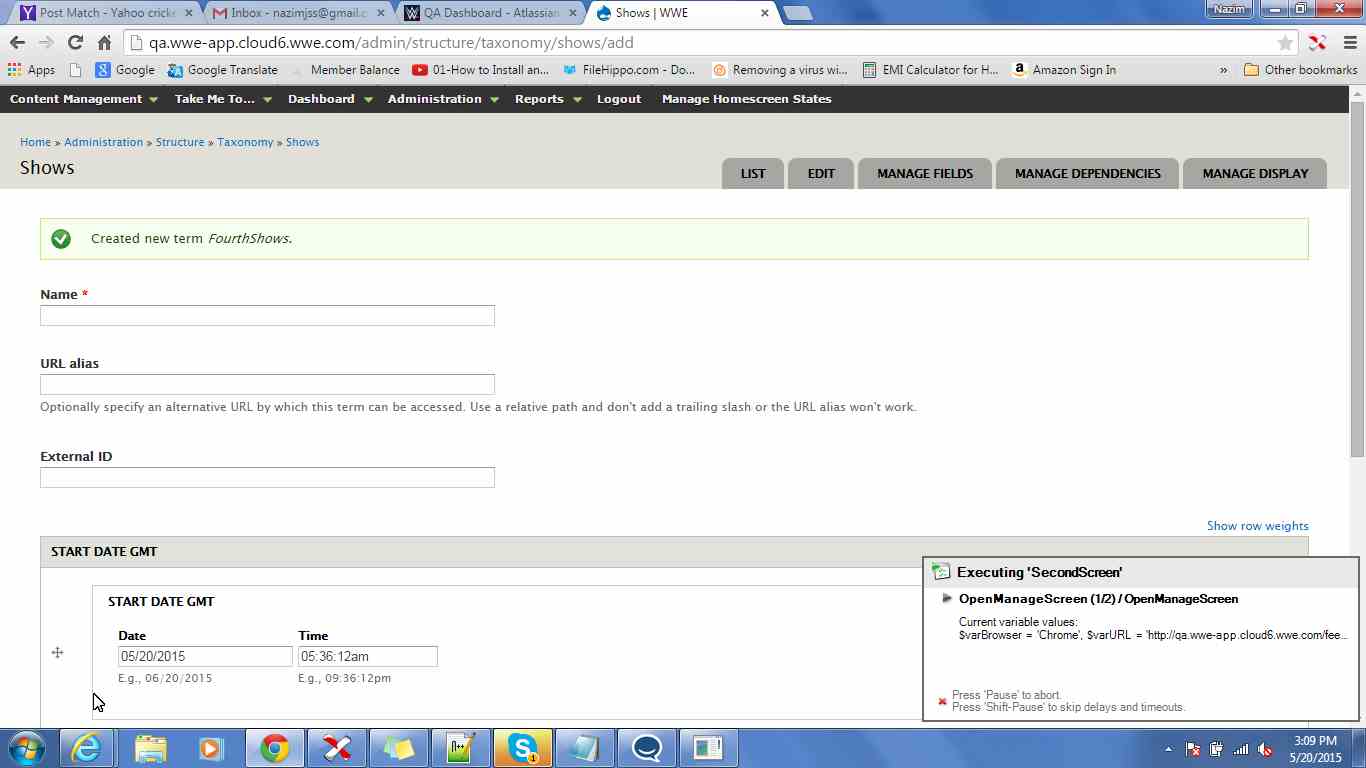 Post Match - Yahoo cricke
Inbox - nazimjss@gmail.c
QA Dashboard - Atlassian
Shows | WWE
Nazim
qa.wwe-app.cloud6.wwe.com/admin/structure/taxonomy/shows/add
Apps Google Google Translate Member Balance 01-How to Install an... FileHippo.com - Do... Removing a virus wi... EMI Calculator for H... Amazon Sign In » Other bookmarks
Content Management Take Me To... Dashboard Administration Reports Logout Manage Homescreen States
Home » Administration » Structure » Taxonomy » Shows
Shows
LIST EDIT MANAGE FIELDS MANAGE DEPENDENCIES MANAGE DISPLAY
Created new term FourthShows.
Name *
URL alias
Optionally specify an alternative URL by which this term can be accessed. Use a relative path and don't add a trailing slash or the URL alias won't work.
External ID
Show row weights
START DATE GMT
START DATE GMT
Date Time
05/20/2015 05:36:12am
E.g., 06/20/2015 E.g., 09:36:12pm
Executing 'SecondScreen'
OpenManageScreen (1/2) / OpenManageScreen
Current variable values:
$varBrowser = 'Chrome', $varURL = 'http://qa.wwe-app.cloud6.wwe.com/fee...
Press 'Pause' to abort.
Press 'Shift-Pause' to skip delays and timeouts.
3:09 PM
5/20/2015